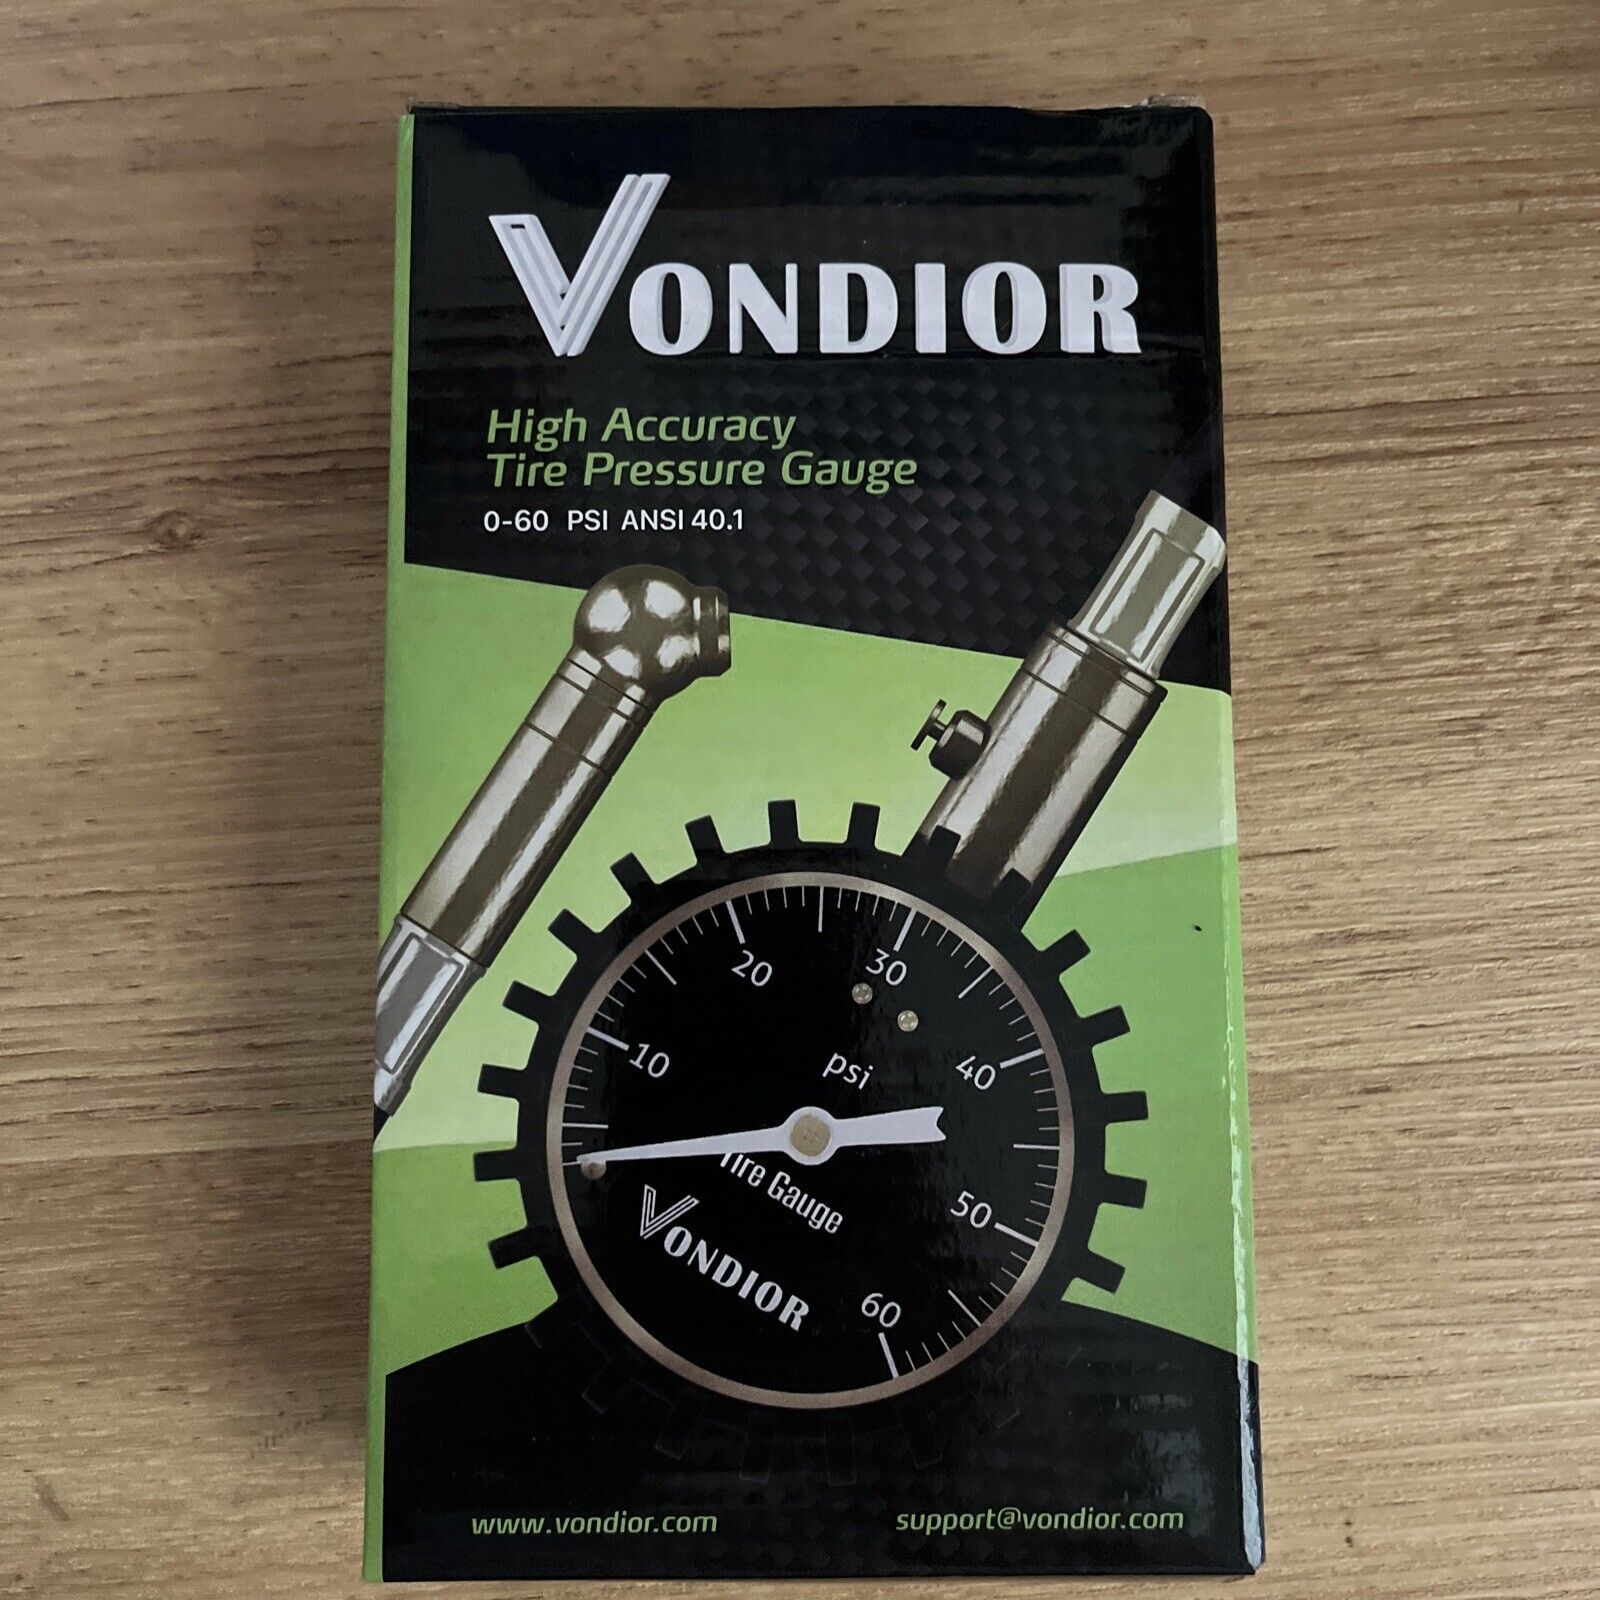 VONDIOR
High Accuracy
Tire Pressure Gauge
0-60 PSI ANSI 40.1
20
30
10
psi
40
Tire Gauge
50
VONDIOR
60
www.vondior.com
support@vondior.com